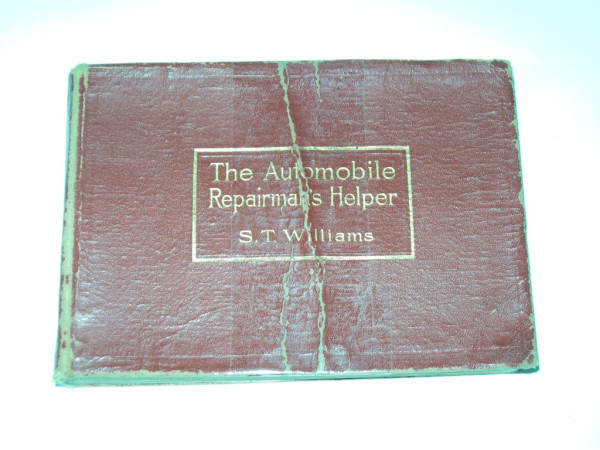 The Automobile
Repairman's Helper
S. T. Williams